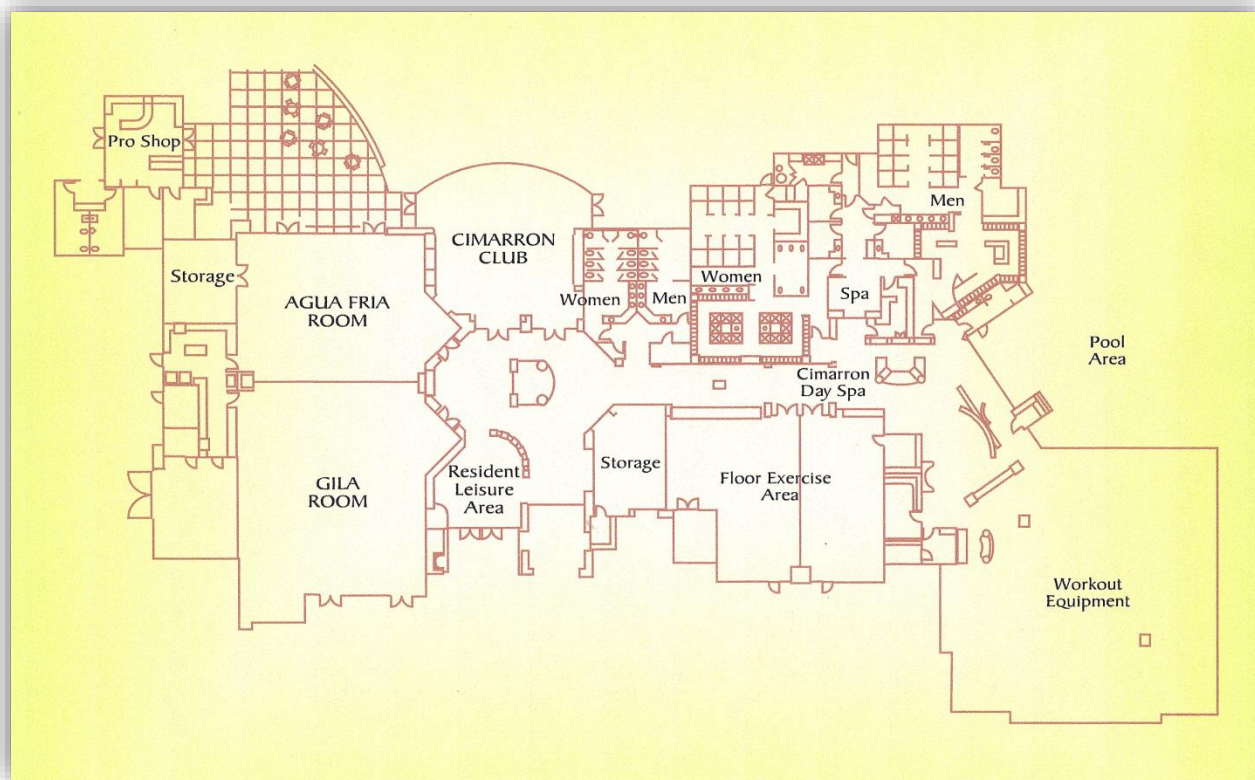 Pro Shop
Men
CIMARRON
CLUB
Storage
Women
AGUA FRIA
ROOM
Women
Men
Spa
Pool
Area
Cimarron
Day Spa
Resident
Leisure
Area
Storage
Floor Exercise
Area
GILA
ROOM
Workout
Equipment